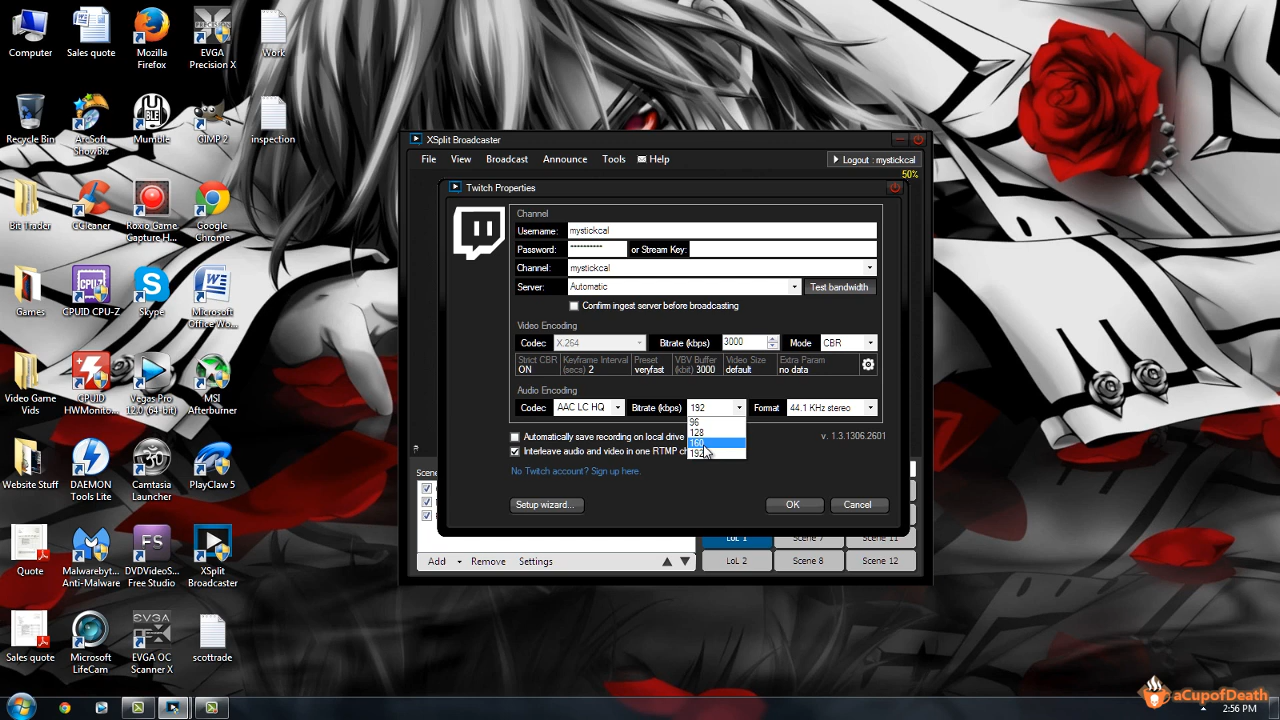 Computer
Sales quote
Mozilla
Firefox
EVGA
Precision X
Work
Recycle Bin
ArcSoft
ShowBiz
Mumble
GIMP 2
inspection
Bit Trader
CCleaner
Roxio Game
Capture H...
Google
Chrome
Games
CPUID CPU-Z
Skype
Microsoft
Office Wo...
Video Game
Vids
CPUID
HWMonito...
Vegas Pro
12.0 (64-bit)
MSI
Afterburner
Website Stuff
DAEMON
Tools Lite
Camtasia
Launcher
PlayClaw 5
Quote
Malwarebyt...
Anti-Malware
DVDVideoS...
Free Studio
XSplit
Broadcaster
Sales quote
Microsoft
LifeCam
EVGA OC
Scanner X
scottrade
XSplit Broadcaster
File View Broadcast Announce Tools Help
Logout : mystickcal
50%
Twitch Properties
Channel
Username: mystickcal
Password: ********** or Stream Key:
Channel: mystickcal
Server: Automatic Test bandwidth
Confirm ingest server before broadcasting
Video Encoding
Codec X.264 Bitrate (kbps) 3000 Mode CBR
Strict CBR Keyframe Interval Preset VBV Buffer Video Size Extra Param
ON (secs) 2 veryfast (kbit) 3000 default no data
Audio Encoding
Codec AAC LC HQ Bitrate (kbps) 192 Format 44.1 KHz stereo
96
128
160
192
Automatically save recording on local drive
v. 1.3.1306.2601
Interleave audio and video in one RTMP ch
No Twitch account? Sign up here.
Setup wizard... OK Cancel
Scene
LoL 1 Scene 7 Scene 11
LoL 2 Scene 8 Scene 12
Add Remove Settings
aCupofDeath
2:56 PM